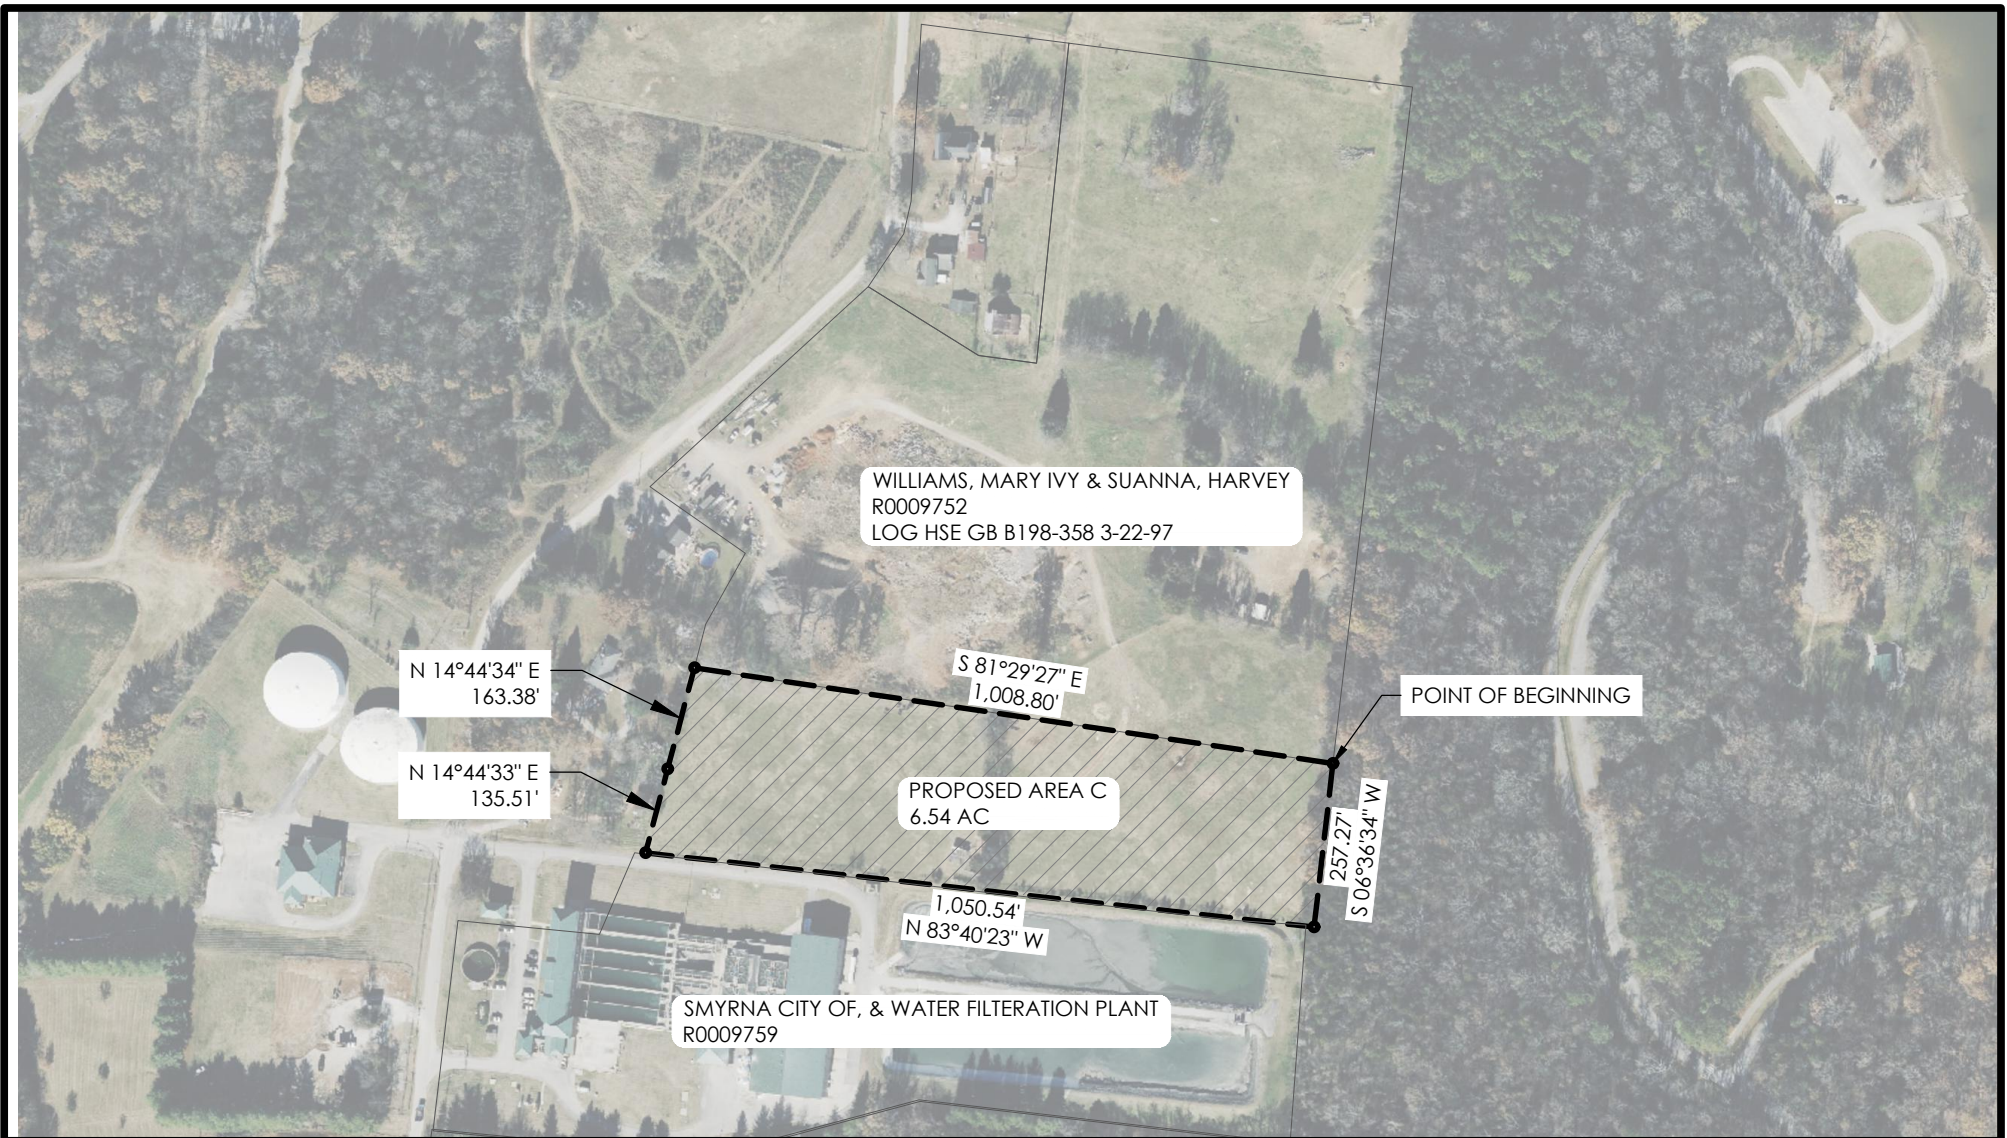 WILLIAMS, MARY IVY & SUANNA, HARVEY
R0009752
LOG HSE GB B198-358 3-22-97
N 14°44'34" E
163.38'
S 81°29'27" E
1,008.80'
POINT OF BEGINNING
N 14°44'33" E
135.51'
PROPOSED AREA C
6.54 AC
257.27'
S 06°36'34" W
1,050.54'
N 83°40'23" W
SMYRNA CITY OF, & WATER FILTERATION PLANT
R0009759